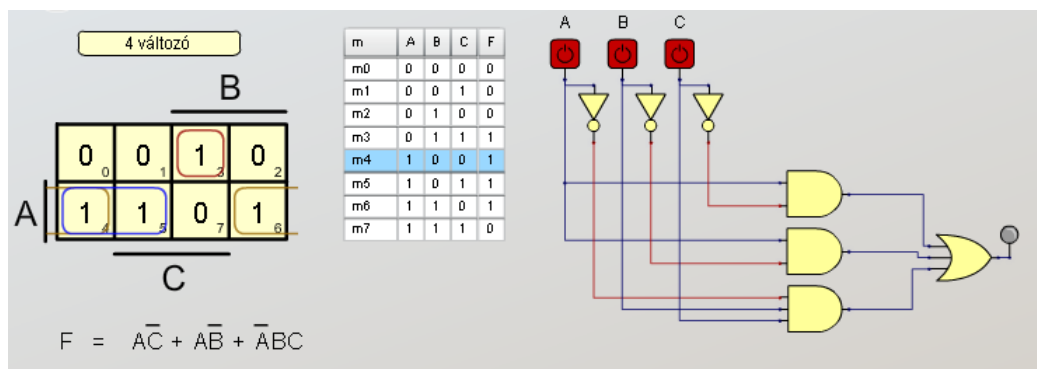 4 változó
B
0 0 0 1 1 3 0 2
A
1 4 1 5 0 7 1 6
C
F = AC̅ + AB̅ + A̅BC
m A B C F
m0 0 0 0 0
m1 0 0 1 0
m2 0 1 0 0
m3 0 1 1 1
m4 1 0 0 1
m5 1 0 1 1
m6 1 1 0 1
m7 1 1 1 0
A B C